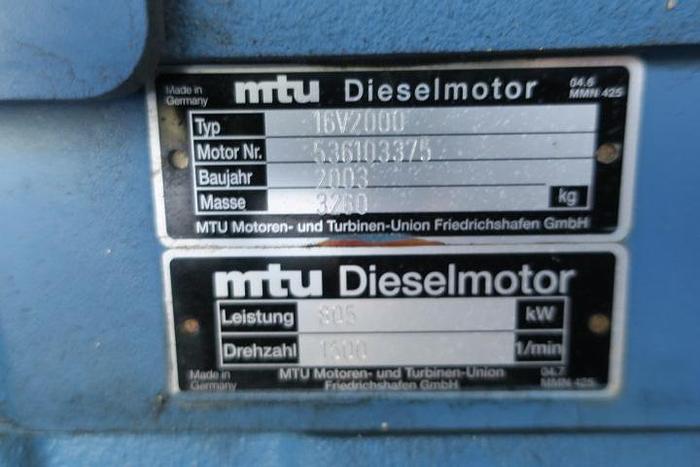 Made in
Germany
mtu Dieselmotor
04.6
MMN 425
Typ 16V2000
Motor Nr. 536103375
Baujahr 2003
Masse 3260 kg
MTU Motoren- und Turbinen-Union Friedrichshafen GmbH
mtu Dieselmotor
Leistung 805 kW
Drehzahl 1500 1/min
Made in
Germany
MTU Motoren- und Turbinen-Union
Friedrichshafen GmbH
04.7
MMN 425